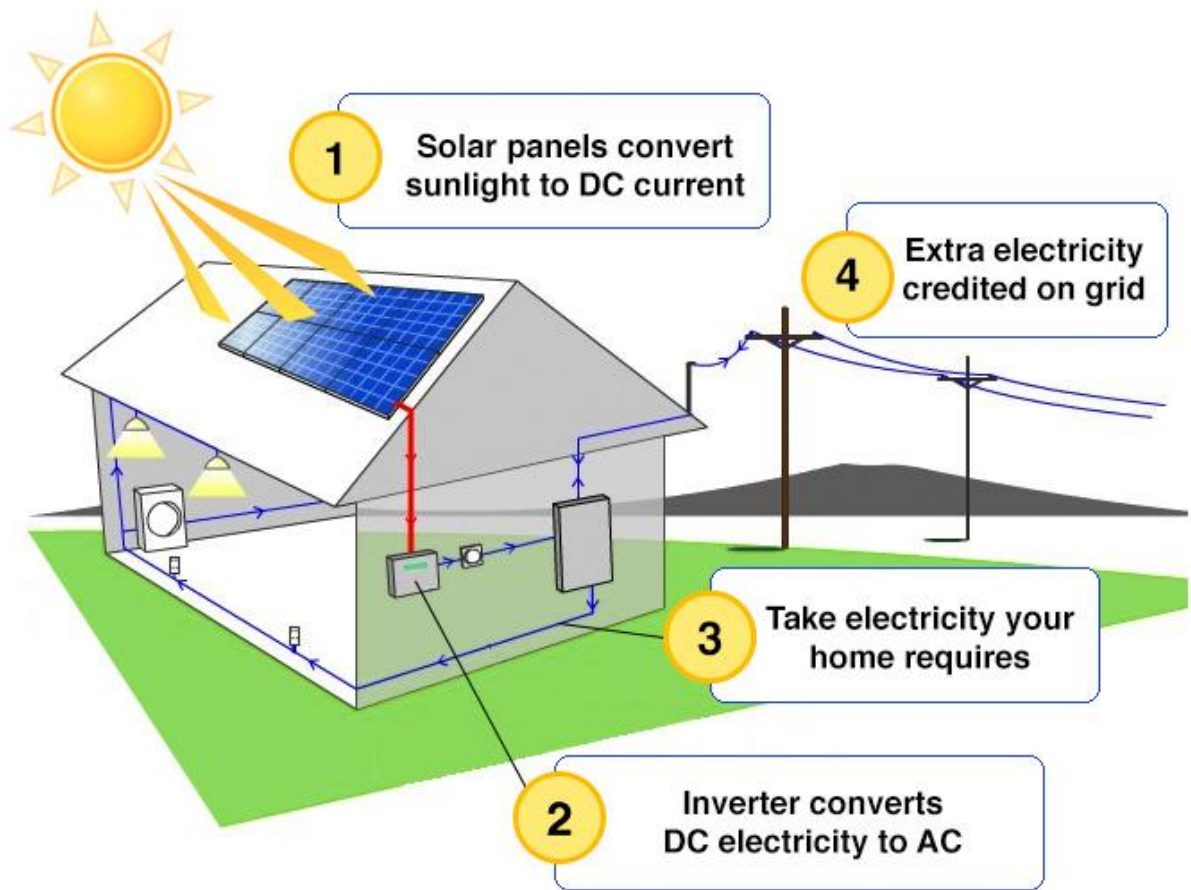 1
Solar panels convert
sunlight to DC current
4
Extra electricity
credited on grid
3
Take electricity your
home requires
2
Inverter converts
DC electricity to AC